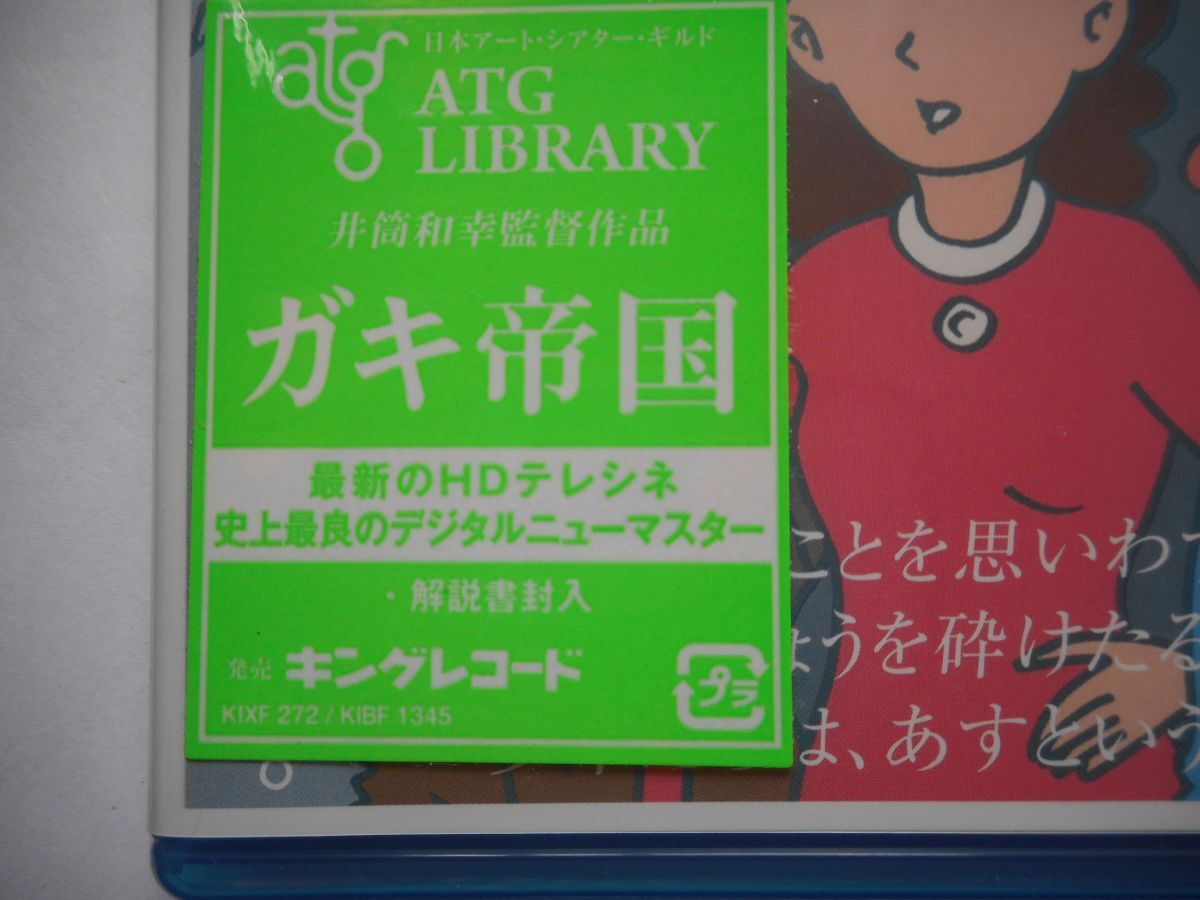 atg
日本アート・シアター・ギルド
ATG
LIBRARY
井筒和幸監督作品
ガキ帝国
最新のHDテレシネ
史上最良のデジタルニューマスター
・解説書封入
発売 キングレコード
プラ
KIXF 272 / KIBF 1345
ことを思いわ
うを砕けたる
は、あすという